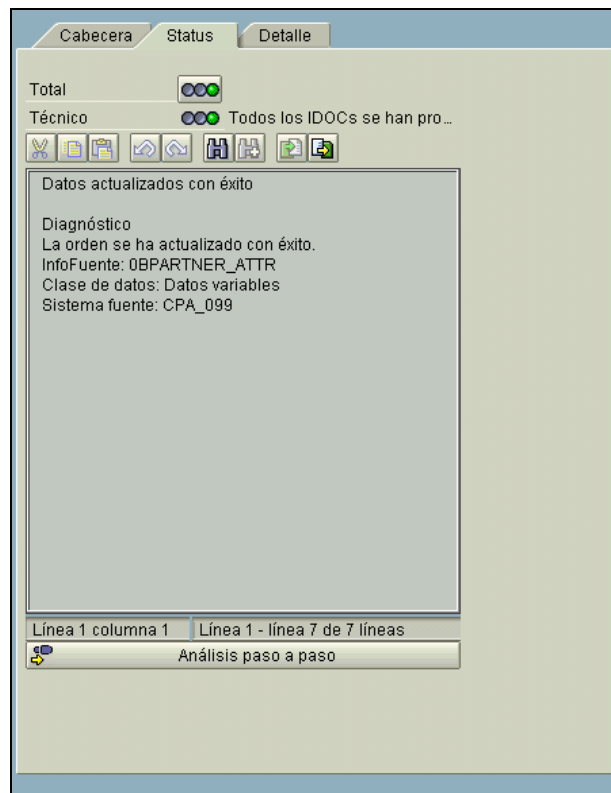 Cabecera Status Detalle
Total
Técnico Todos los IDOCs se han pro...
Datos actualizados con éxito
Diagnóstico
La orden se ha actualizado con éxito.
InfoFuente: 0BPARTNER_ATTR
Clase de datos: Datos variables
Sistema fuente: CPA_099
Línea 1 columna 1 Línea 1 - línea 7 de 7 líneas
Análisis paso a paso